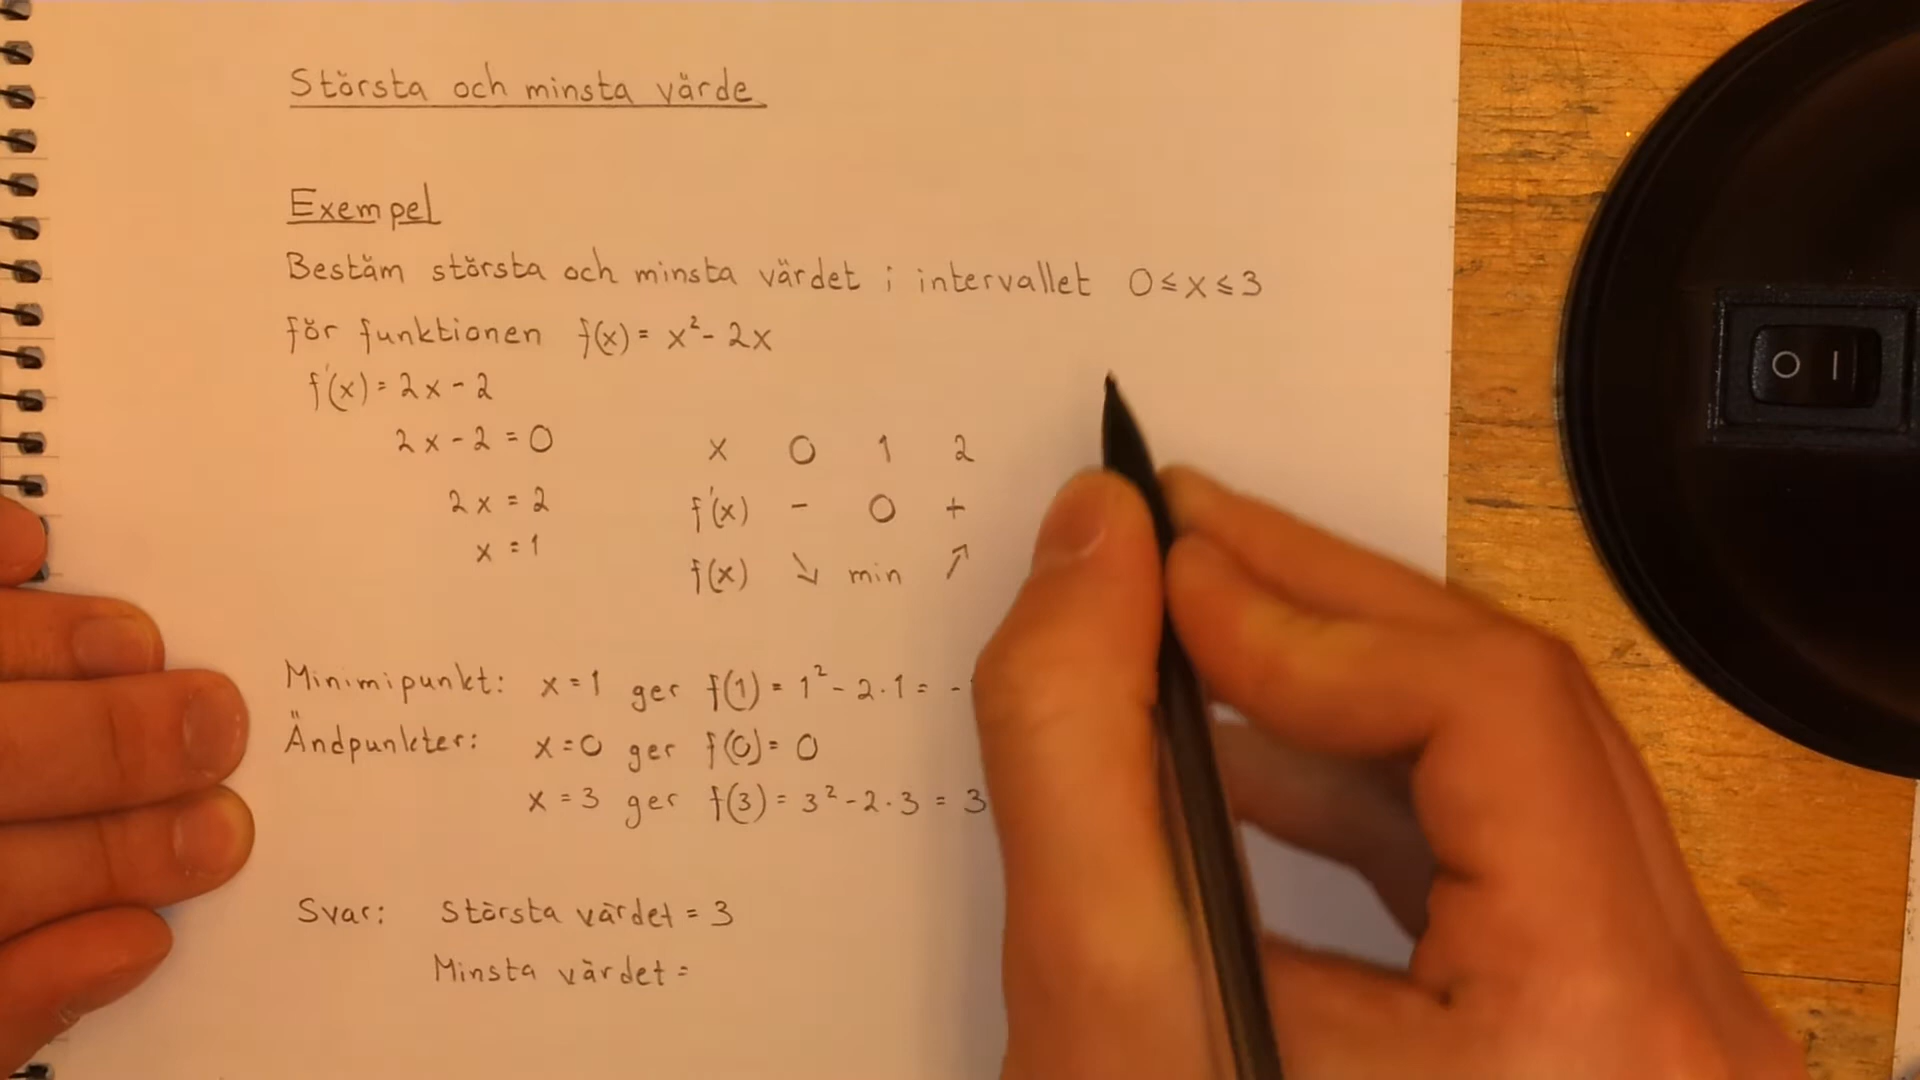 Största och minsta värde
Exempel
Bestäm största och minsta värdet i intervallet 0 ≤ x ≤ 3
för funktionen f(x) = x² - 2x
f'(x) = 2x - 2
2x - 2 = 0
2x = 2
x = 1
x 0 1 2
f'(x) - 0 +
f(x) ↘ min ↗
Minimipunkt: x = 1 ger f(1) = 1² - 2 · 1 = -
Ändpunkter: x = 0 ger f(0) = 0
x = 3 ger f(3) = 3² - 2 · 3 = 3
Svar: Största värdet = 3
Minsta värdet =
O I